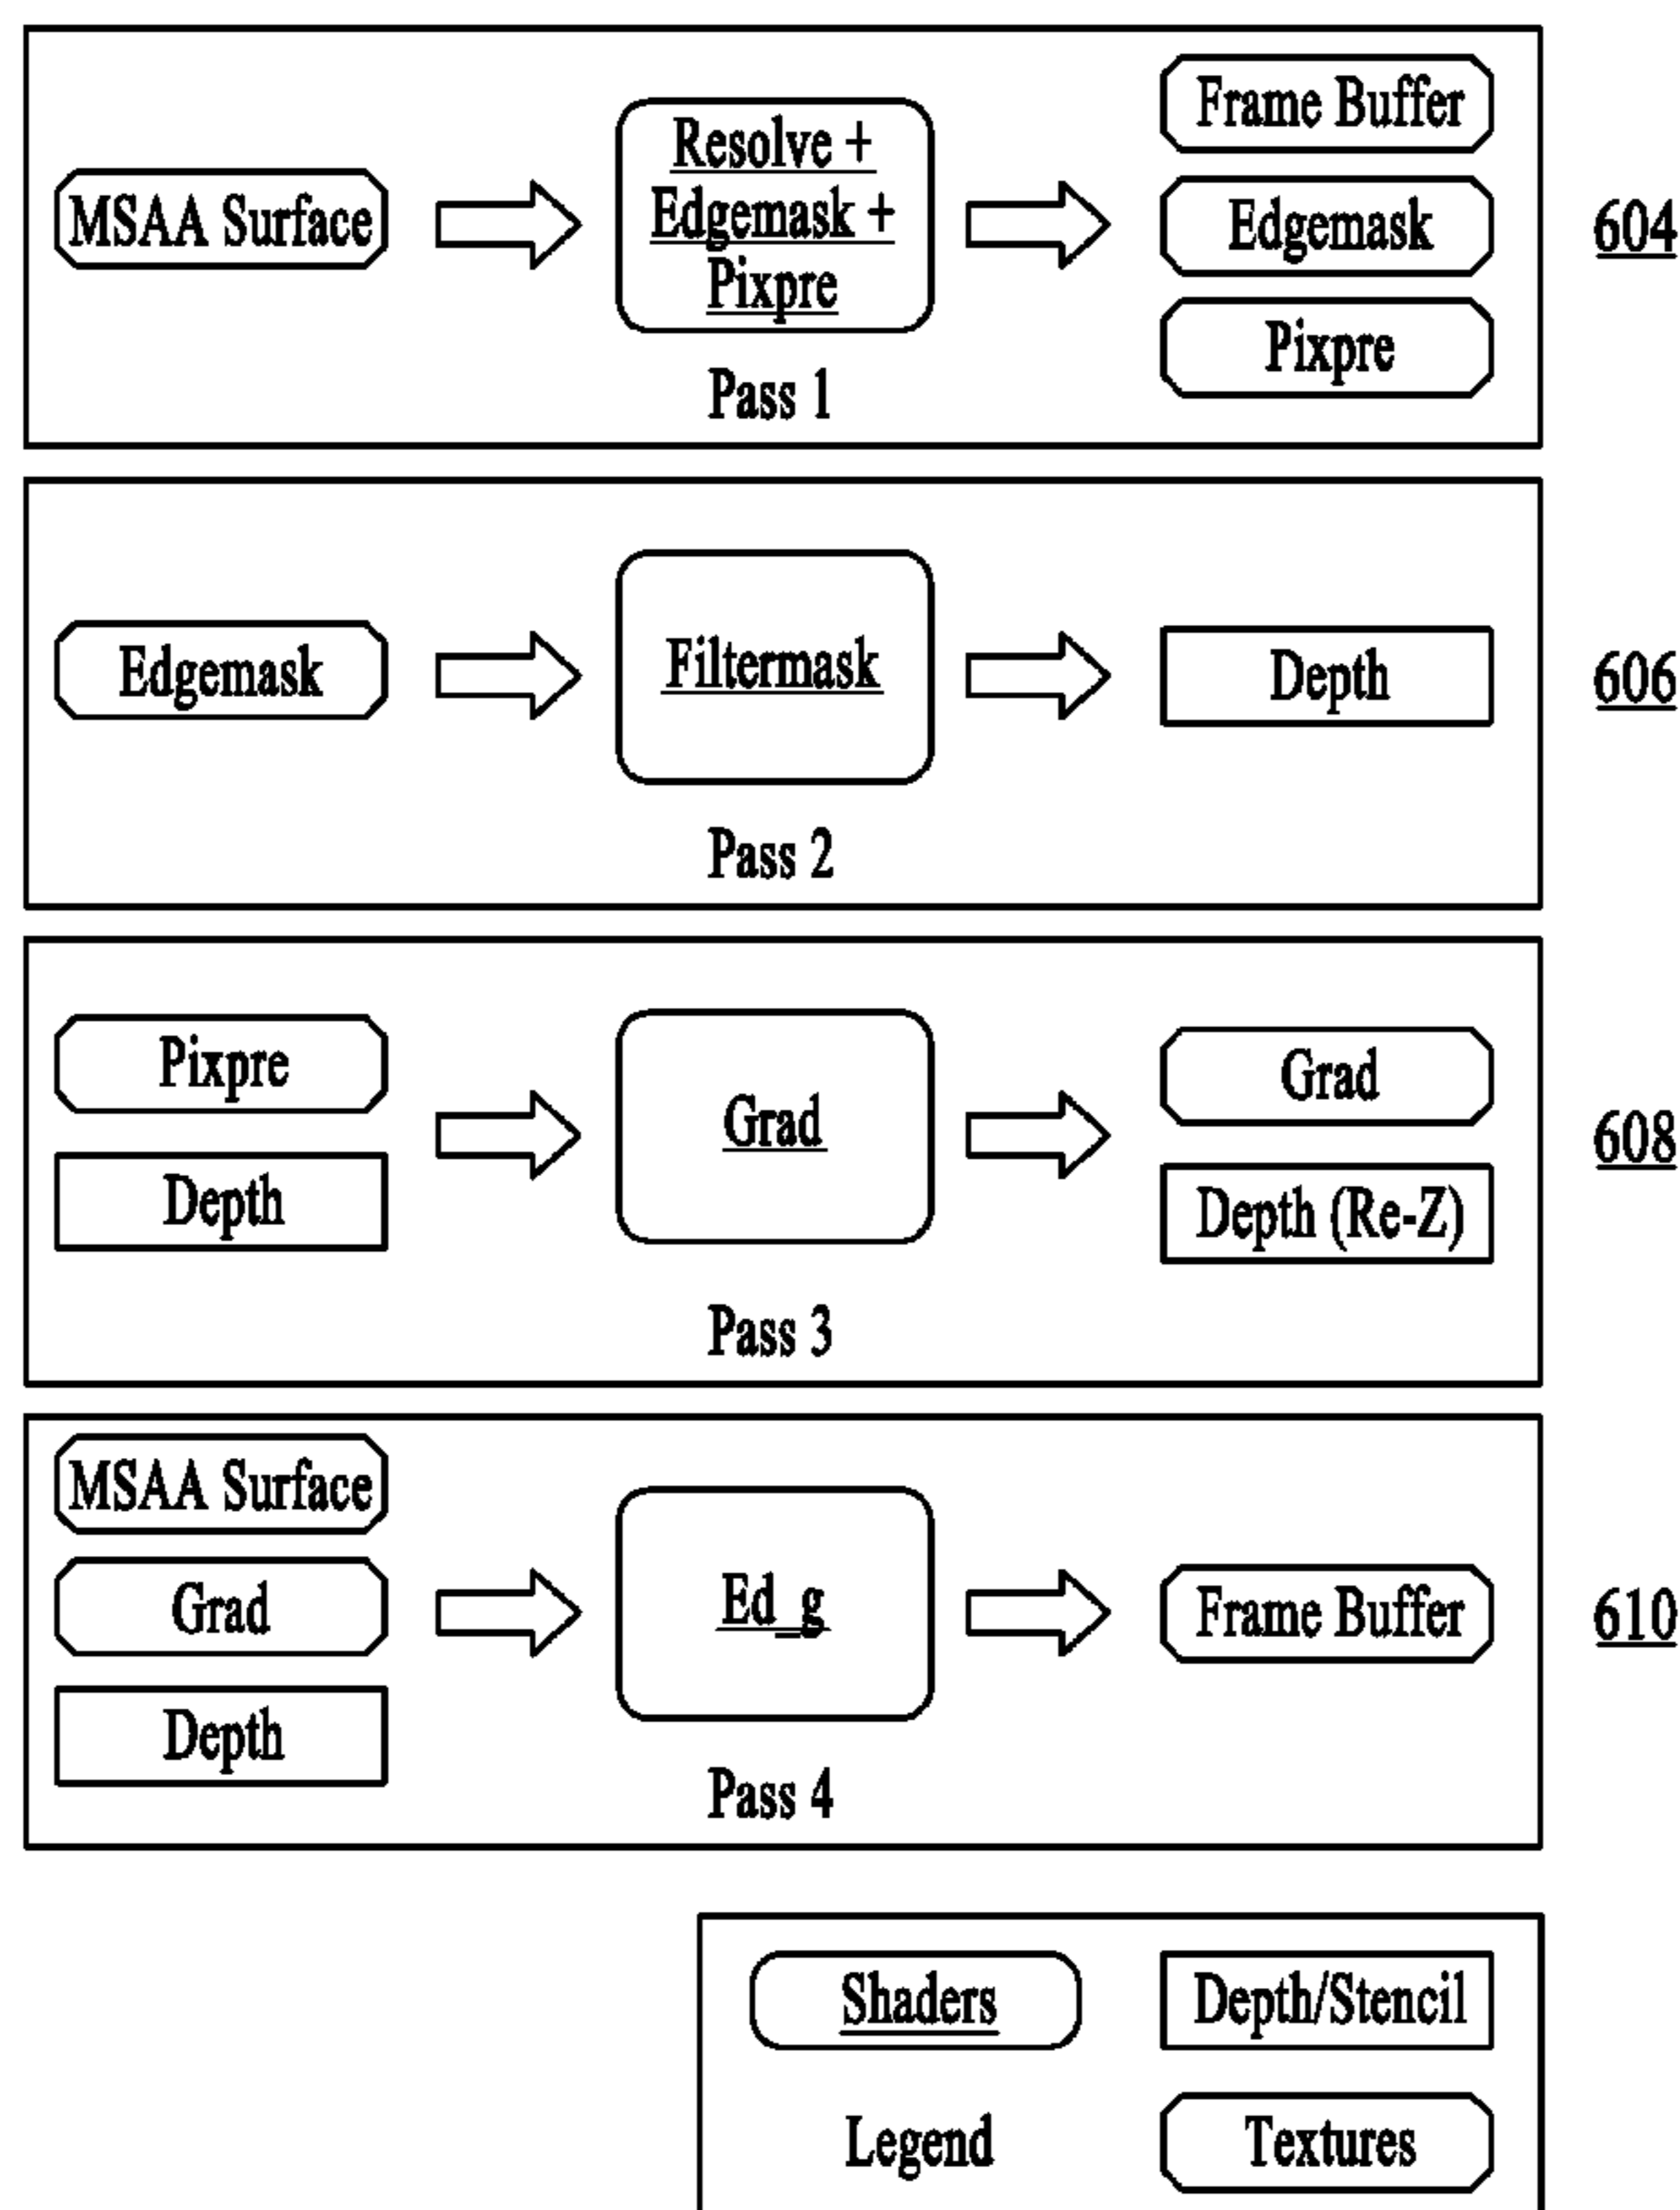 MSAA Surface
Resolve +
Edgemask +
Pixpre
Frame Buffer
Edgemask
Pixpre
Pass 1
604
Edgemask
Filtermask
Depth
Pass 2
606
Pixpre
Depth
Grad
Grad
Depth (Re-Z)
Pass 3
608
MSAA Surface
Grad
Depth
Ed_g
Frame Buffer
Pass 4
610
Shaders
Depth/Stencil
Legend
Textures